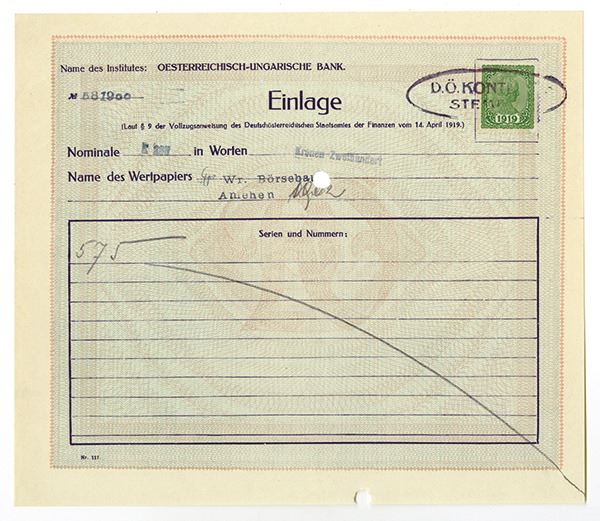 Name des Institutes: OESTERREICHISCH-UNGARISCHE BANK.
№ 581900
D.Ö. KONT
STEM
1919
Einlage
(Laut § 9 der Vollzugsanweisung des Deutschösterreichischen Staatsamtes der Finanzen vom 14. April 1919.)
Nominale K 200 in Worten Kronen Zweihundert
Name des Wertpapiers Wr. Börseba
Anlehen
Serien und Nummern:
575
Nr. 111.